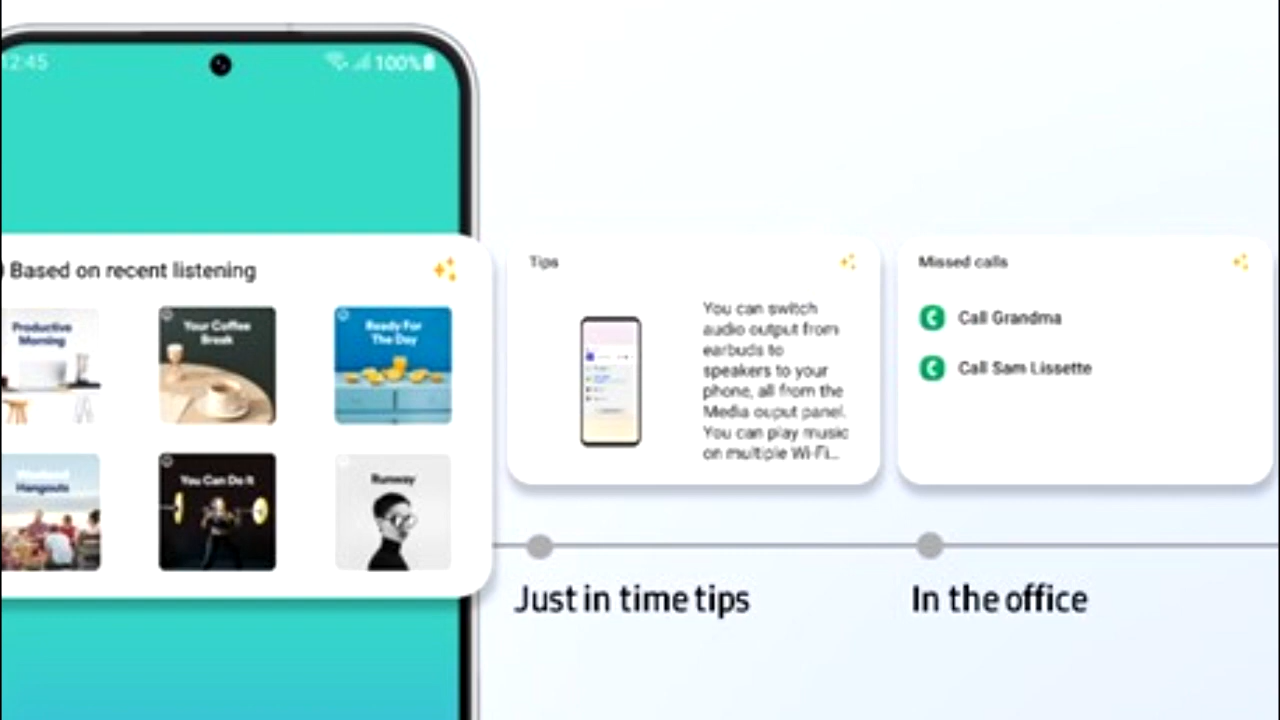 12:45
100%
Based on recent listening
Productive
Morning
Your Coffee
Break
Ready For
The Day
Weekend
Hangouts
You Can Do It
Runway
Tips
You can switch
audio output from
earbuds to
speakers to your
phone, all from the
Media ouput panel.
You can play music
on multiple Wi-Fi...
Missed calls
Call Grandma
Call Sam Lissette
Just in time tips
In the office